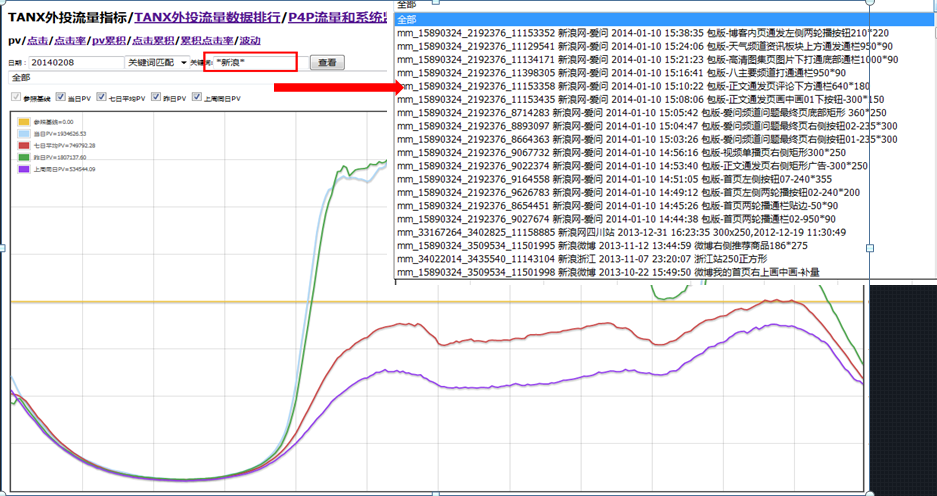 TANX外投流量指标/TANX外投流量数据排行/P4P流量和系统
pv/点击/点击率/pv累积/点击累积/累积点击率/波动
日期: 20140208 关键词匹配 关键词: "新浪" 查看
全部
参照基线 当日PV 七日平均PV 昨日PV 上周同日PV
参照基线=0.00
当日PV=1934626.53
七日平均PV=749792.28
昨日PV=1807137.60
上周同日PV=534544.09
全部
全部
mm_15890324_2192376_11153352 新浪网-爱问 2014-01-10 15:38:35 包版-博客内页通发左侧两轮播按钮210*220
mm_15890324_2192376_11129541 新浪网-爱问 2014-01-10 15:24:06 包版-天气频道资讯板块上方通发通栏950*90
mm_15890324_2192376_11134171 新浪网-爱问 2014-01-10 15:21:23 包版-高清图集页图片下打通底部通栏1000*90
mm_15890324_2192376_11398305 新浪网-爱问 2014-01-10 15:16:41 包版-八主要频道打通通栏950*90
mm_15890324_2192376_11153358 新浪网-爱问 2014-01-10 15:10:22 包版-正文通发页评论下方通栏640*180
mm_15890324_2192376_11153435 新浪网-爱问 2014-01-10 15:08:06 包版-正文通发页画中画01下按钮-300*150
mm_15890324_2192376_8714283 新浪网-爱问 2014-01-10 15:05:42 包版-爱问频道问题最终页底部矩形 360*250
mm_15890324_2192376_8893097 新浪网-爱问 2014-01-10 15:04:47 包版-爱问频道问题最终页右侧按钮02-235*300
mm_15890324_2192376_8664363 新浪网-爱问 2014-01-10 15:03:26 包版-爱问频道问题最终页右侧按钮01-235*300
mm_15890324_2192376_9067732 新浪网-爱问 2014-01-10 14:56:16 包版-视频单播页右侧矩形300*250
mm_15890324_2192376_9022374 新浪网-爱问 2014-01-10 14:53:40 包版-正文通发页右侧矩形广告-300*250
mm_15890324_2192376_9164558 新浪网-爱问 2014-01-10 14:51:05 包版-首页左侧按钮07-240*355
mm_15890324_2192376_9626783 新浪网-爱问 2014-01-10 14:49:12 包版-首页左侧两轮播按钮02-240*200
mm_15890324_2192376_8654451 新浪网-爱问 2014-01-10 14:45:26 包版-首页两轮播通栏贴边-50*90
mm_15890324_2192376_9027674 新浪网-爱问 2014-01-10 14:44:38 包版-首页两轮播通栏02-950*90
mm_33167264_3402825_11158885 新浪网四川站 2013-12-31 16:23:35 300x250,2012-12-19 11:30:49
mm_15890324_3509534_11501995 新浪微博 2013-11-12 13:44:59 微博右侧推荐商品186*275
mm_34022014_3435540_11143104 新浪浙江 2013-11-07 23:20:07 浙江站250正方形
mm_15890324_3509534_11501998 新浪微博 2013-10-22 15:49:50 微博我的首页右上画中画-补量